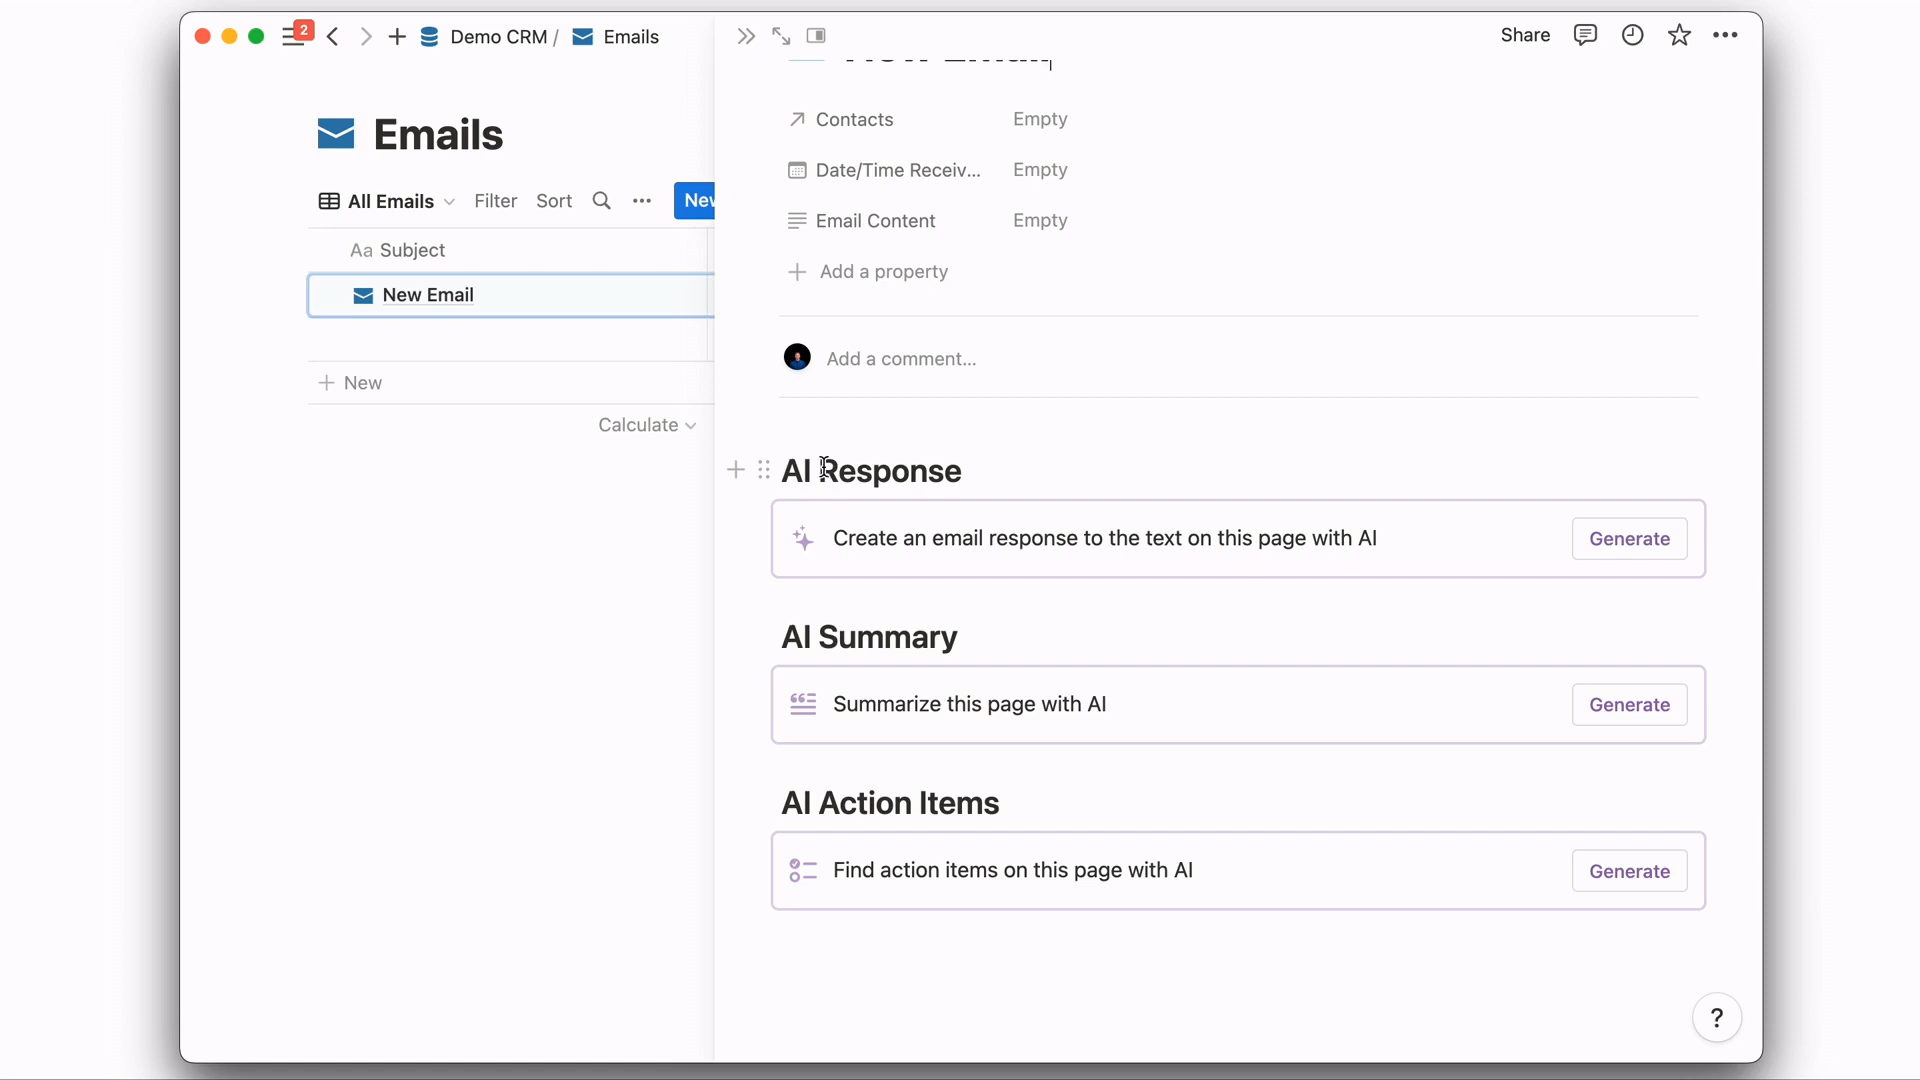 2
Demo CRM / Emails
Share
Emails
All Emails
Filter
Sort
Aa Subject
New Email
New
Calculate
Contacts
Empty
Date/Time Receiv...
Empty
Email Content
Empty
Add a property
Add a comment...
AI Response
Create an email response to the text on this page with AI
Generate
AI Summary
Summarize this page with AI
Generate
AI Action Items
Find action items on this page with AI
Generate
?